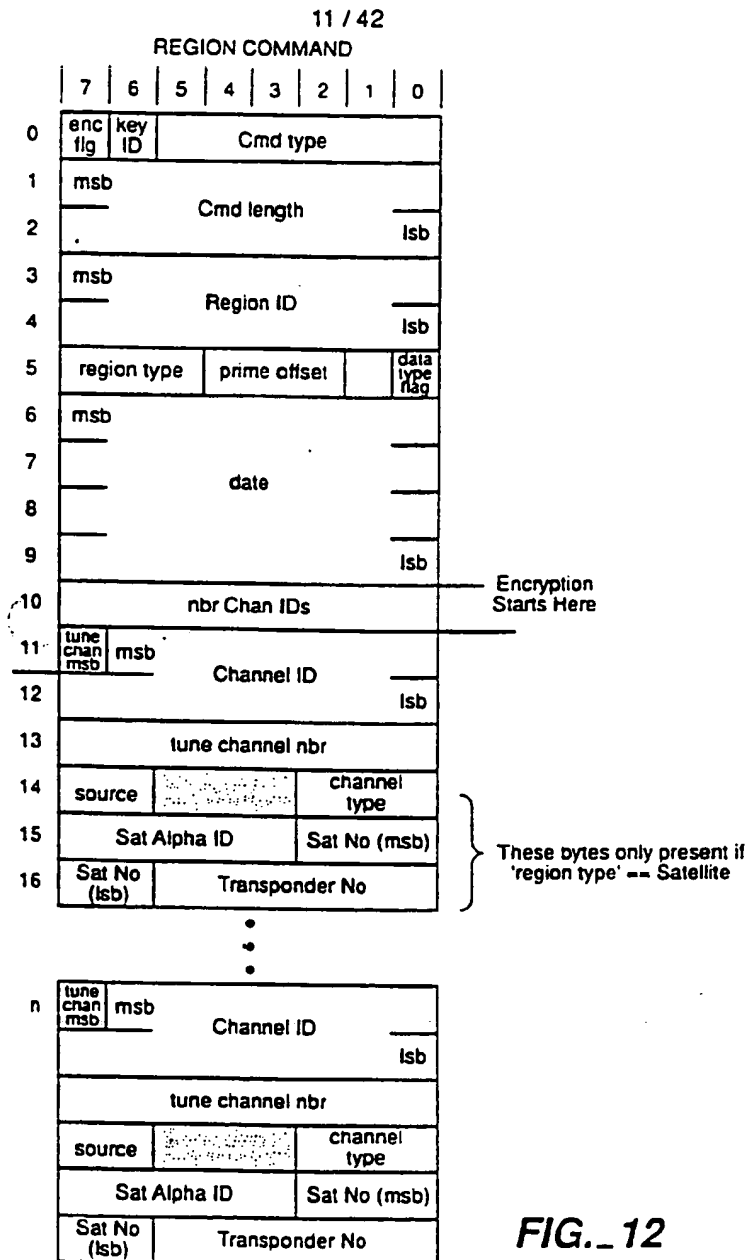 11 / 42
REGION COMMAND
7 6 5 4 3 2 1 0
0 enc flg key ID Cmd type
1 msb
Cmd length
2 lsb
3 msb
Region ID
4 lsb
5 region type prime offset data type flag
6 msb
7
date
8
9 lsb
Encryption
Starts Here
10 nbr Chan IDs
11 tune chan msb msb
Channel ID
12 lsb
13 tune channel nbr
14 source channel type
15 Sat Alpha ID Sat No (msb)
16 Sat No (lsb) Transponder No
These bytes only present if
'region type' == Satellite
n tune chan msb msb
Channel ID
lsb
tune channel nbr
source channel type
Sat Alpha ID Sat No (msb)
Sat No (lsb) Transponder No
FIG._12